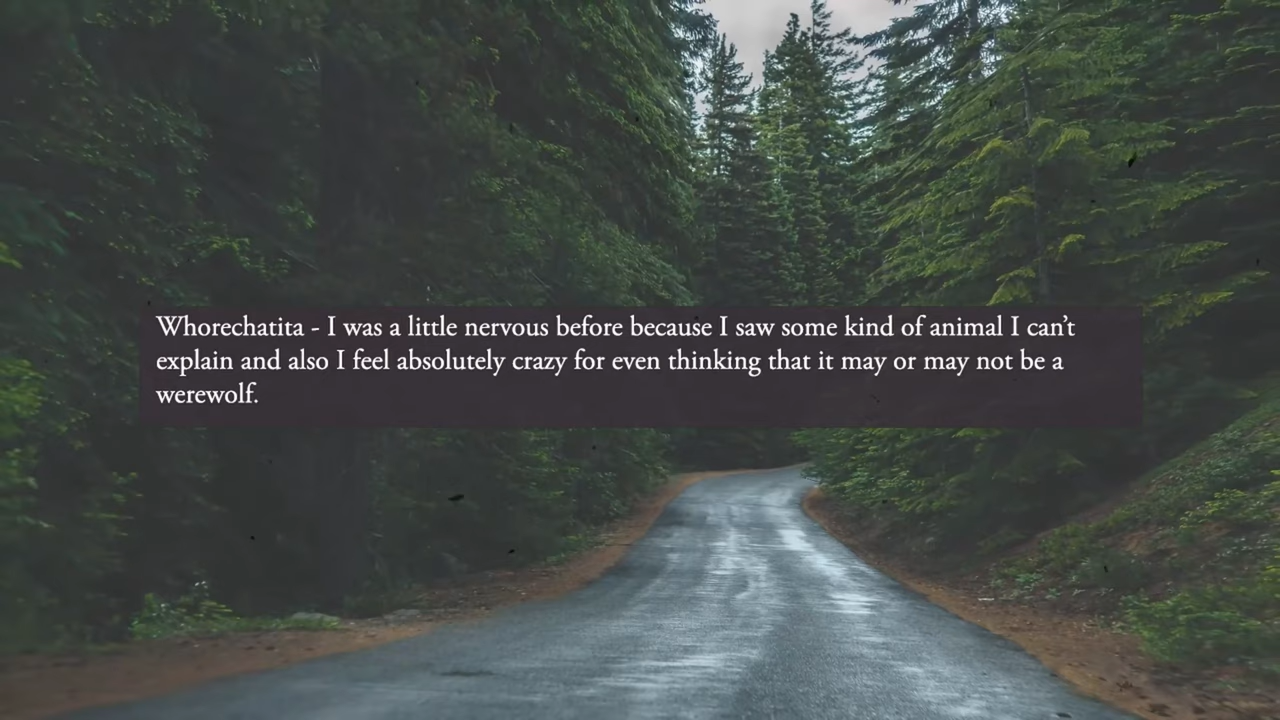 Whorechatita - I was a little nervous before because I saw some kind of animal I can’t
explain and also I feel absolutely crazy for even thinking that it may or may not be a
werewolf.